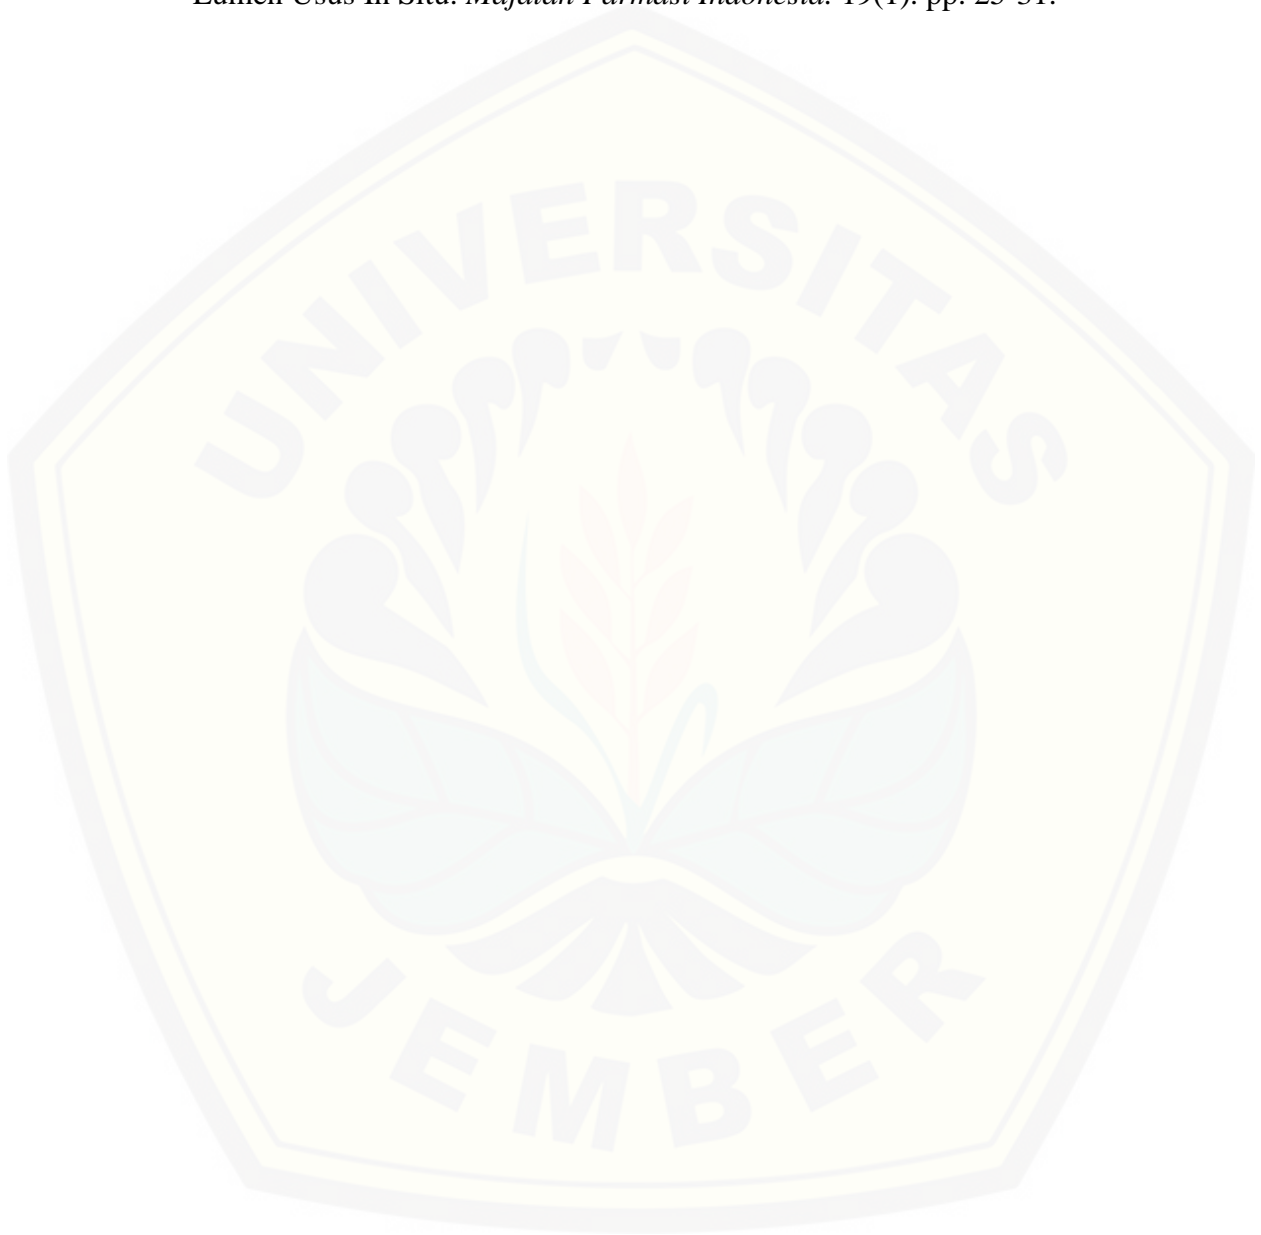 Lumen Usus In Situ. Majalah Farmasi Indonesia. 19(1). pp. 25-31.
UNIVERSITAS
JEMBER